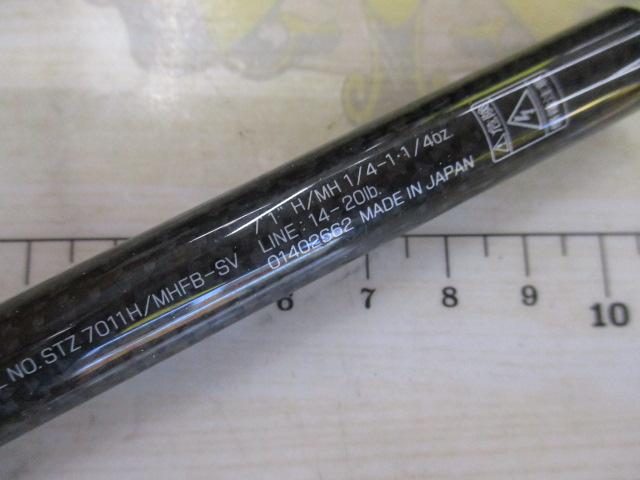 NO. STZ 7011H/MHFB-SV
1" H/MH 1/4-1·1/4oz
LINE: 14-20lb.
01402662 MADE IN JAPAN
6 7 8 9 10